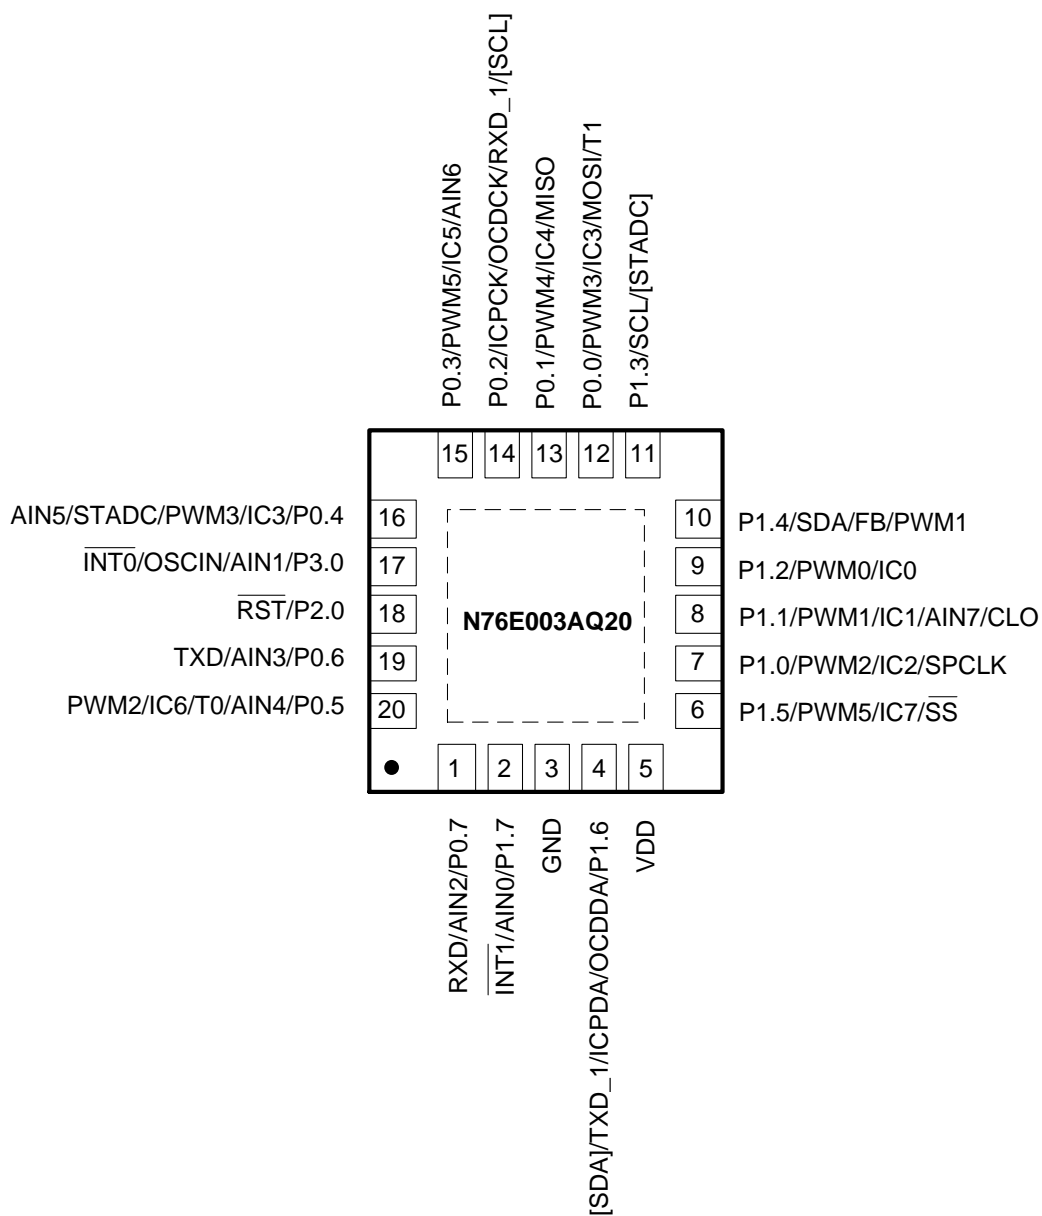 P0.3/PWM5/IC5/AIN6
P0.2/ICPCK/OCDCK/RXD_1/[SCL]
P0.1/PWM4/IC4/MISO
P0.0/PWM3/IC3/MOSI/T1
P1.3/SCL/[STADC]
15
14
13
12
11
AIN5/STADC/PWM3/IC3/P0.4
16
10
P1.4/SDA/FB/PWM1
INT0/OSCIN/AIN1/P3.0
17
9
P1.2/PWM0/IC0
RST/P2.0
18
N76E003AQ20
8
P1.1/PWM1/IC1/AIN7/CLO
TXD/AIN3/P0.6
19
7
P1.0/PWM2/IC2/SPCLK
PWM2/IC6/T0/AIN4/P0.5
20
6
P1.5/PWM5/IC7/SS
1
2
3
4
5
RXD/AIN2/P0.7
INT1/AIN0/P1.7
GND
[SDA]/TXD_1/ICPDA/OCDDA/P1.6
VDD